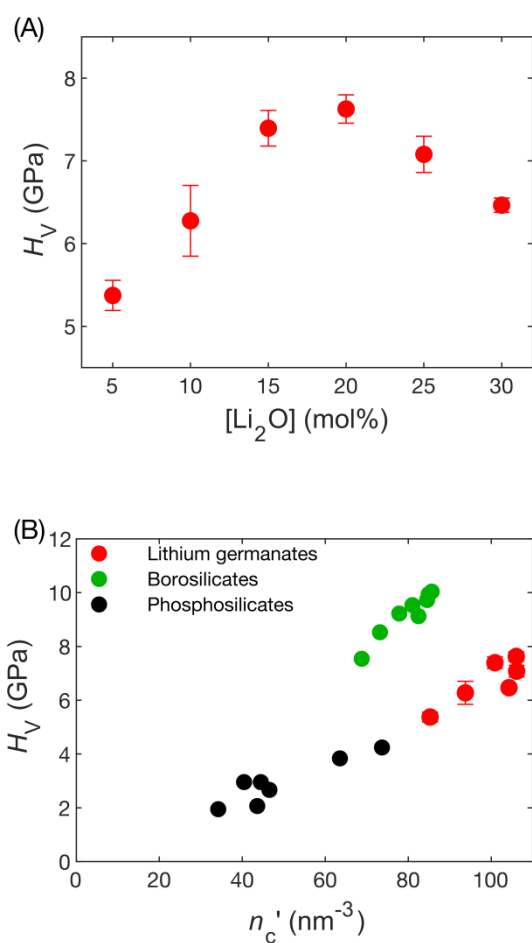 (A)
8
7
6
5
H_V (GPa)
5 10 15 20 25 30
[Li₂O] (mol%)
(B)
12
10
8
6
4
2
0
H_V (GPa)
Lithium germanates
Borosilicates
Phosphosilicates
0 20 40 60 80 100
n_c' (nm⁻³)